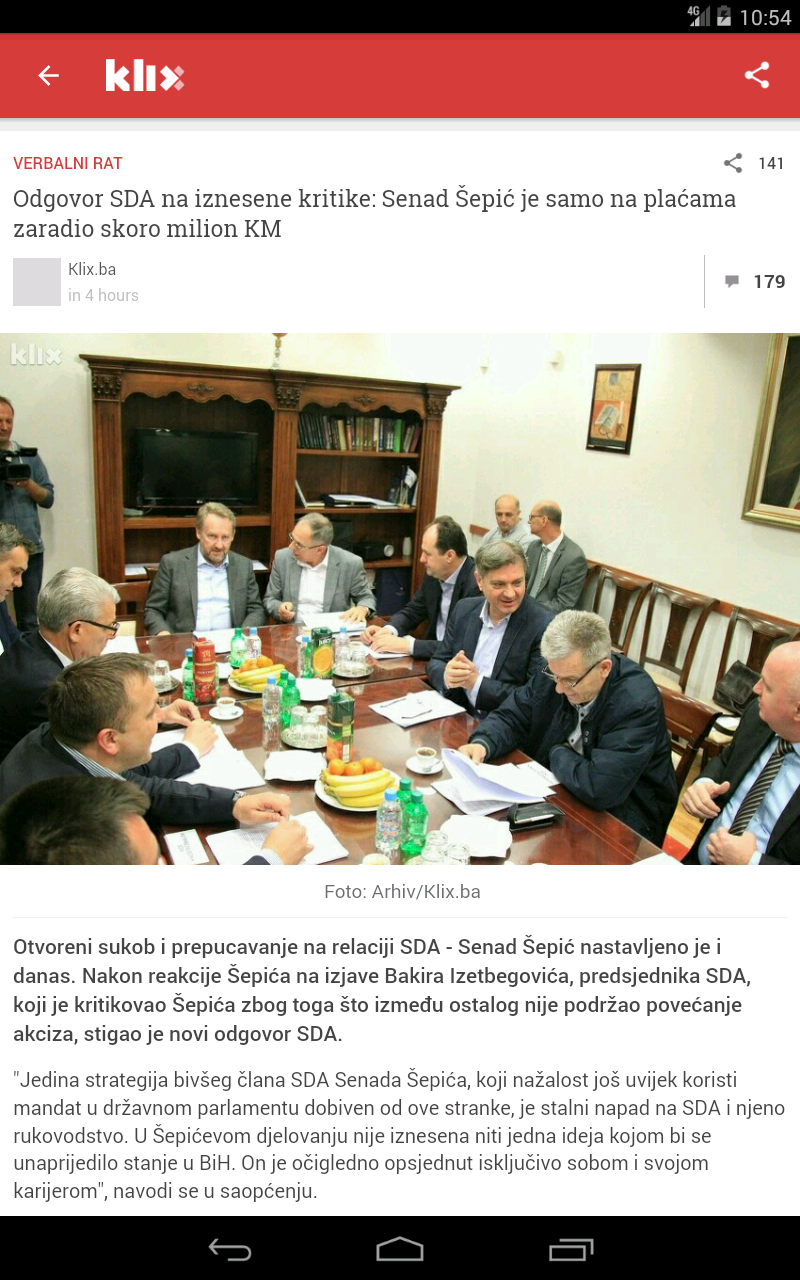 4G 10:54
klix
VERBALNI RAT
141
Odgovor SDA na iznesene kritike: Senad Šepić je samo na plaćama
zaradio skoro milion KM
Klix.ba
in 4 hours
179
klix
Foto: Arhiv/Klix.ba
Otvoreni sukob i prepucavanje na relaciji SDA - Senad Šepić nastavljeno je i
danas. Nakon reakcije Šepića na izjave Bakira Izetbegovića, predsjednika SDA,
koji je kritikovao Šepića zbog toga što između ostalog nije podržao povećanje
akciza, stigao je novi odgovor SDA.
"Jedina strategija bivšeg člana SDA Senada Šepića, koji nažalost još uvijek koristi
mandat u državnom parlamentu dobiven od ove stranke, je stalni napad na SDA i njeno
rukovodstvo. U Šepićevom djelovanju nije iznesena niti jedna ideja kojom bi se
unaprijedilo stanje u BiH. On je očigledno opsjednut isključivo sobom i svojom
karijerom", navodi se u saopćenju.